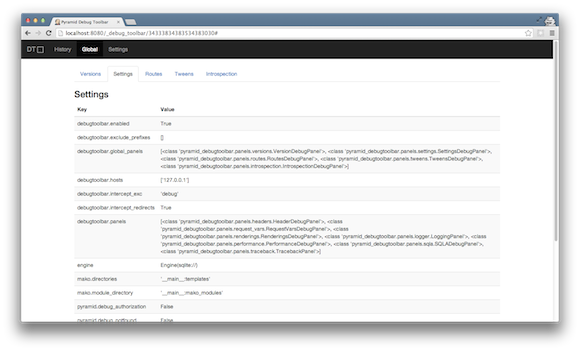 Pyramid Debug Toolbar
localhost:8080/_debug_toolbar/34333834383534383030#
DT History Global Settings
Versions Settings Routes Tweens Introspection
Settings
Key Value
debugtoolbar.enabled True
debugtoolbar.exclude_prefixes []
debugtoolbar.global_panels [<class 'pyramid_debugtoolbar.panels.versions.VersionDebugPanel'>, <class 'pyramid_debugtoolbar.panels.settings.SettingsDebugPanel'>,
<class 'pyramid_debugtoolbar.panels.routes.RoutesDebugPanel'>, <class 'pyramid_debugtoolbar.panels.tweens.TweensDebugPanel'>,
<class 'pyramid_debugtoolbar.panels.introspection.IntrospectionDebugPanel'>]
debugtoolbar.hosts ['127.0.0.1']
debugtoolbar.intercept_exc 'debug'
debugtoolbar.intercept_redirects True
debugtoolbar.panels [<class 'pyramid_debugtoolbar.panels.headers.HeaderDebugPanel'>, <class
'pyramid_debugtoolbar.panels.request_vars.RequestVarsDebugPanel'>, <class
'pyramid_debugtoolbar.panels.renderings.RenderingsDebugPanel'>, <class 'pyramid_debugtoolbar.panels.logger.LoggingPanel'>, <class
'pyramid_debugtoolbar.panels.performance.PerformanceDebugPanel'>, <class 'pyramid_debugtoolbar.panels.sqla.SQLADebugPanel'>,
<class 'pyramid_debugtoolbar.panels.traceback.TracebackPanel'>]
engine Engine(sqlite://)
mako.directories '__main__:templates'
mako.module_directory '__main__:mako_modules'
pyramid.debug_authorization False
pyramid.debug_notfound False